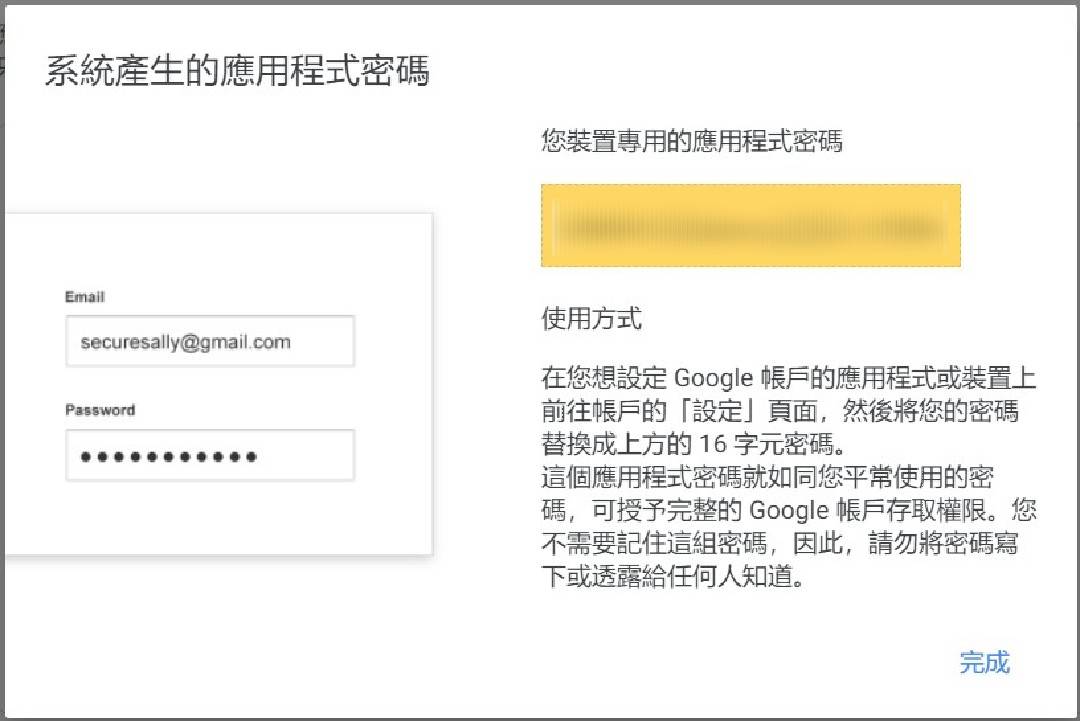 系統產生的應用程式密碼
您裝置專用的應用程式密碼
Email
securesally@gmail.com
Password
使用方式
在您想設定 Google 帳戶的應用程式或裝置上
前往帳戶的「設定」頁面，然後將您的密碼
替換成上方的 16 字元密碼。
這個應用程式密碼就如同您平常使用的密
碼，可授予完整的 Google 帳戶存取權限。您
不需要記住這組密碼，因此，請勿將密碼寫
下或透露給任何人知道。
完成